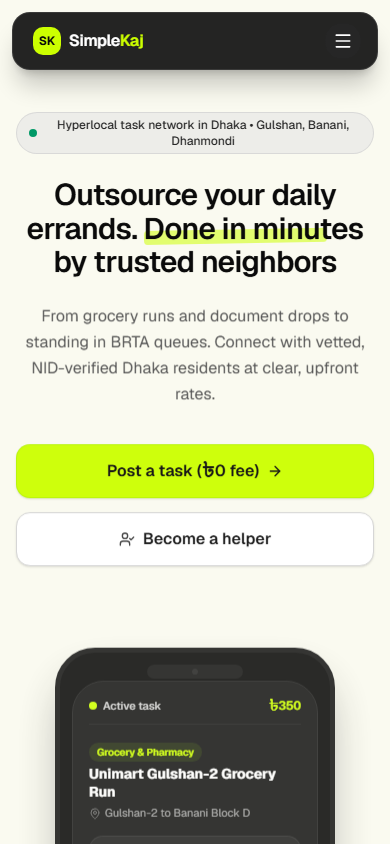 SK SimpleKaj
Hyperlocal task network in Dhaka • Gulshan, Banani,
Dhanmondi
Outsource your daily
errands. Done in minutes
by trusted neighbors
From grocery runs and document drops to
standing in BRTA queues. Connect with vetted,
NID-verified Dhaka residents at clear, upfront
rates.
Post a task (৳0 fee) →
Become a helper
Active task ৳350
Grocery & Pharmacy
Unimart Gulshan-2 Grocery
Run
Gulshan-2 to Banani Block D